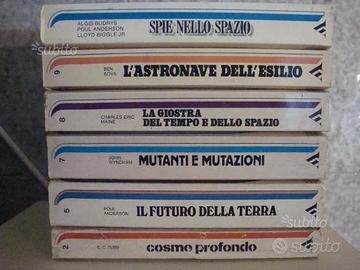 ALGIS BUDRYS
POUL ANDERSON
LLOYD BIGGLE JR.
SPIE NELLO SPAZIO
9
BEN
BOVA
L'ASTRONAVE DELL'ESILIO
8
CHARLES ERIC
MAINE
LA GIOSTRA
DEL TEMPO E DELLO SPAZIO
7
JOHN
WYNDHAM
MUTANTI E MUTAZIONI
5
POUL
ANDERSON
IL FUTURO DELLA TERRA
2
E. C. TUBB
cosmo profondo
subito
subito
subito
subito